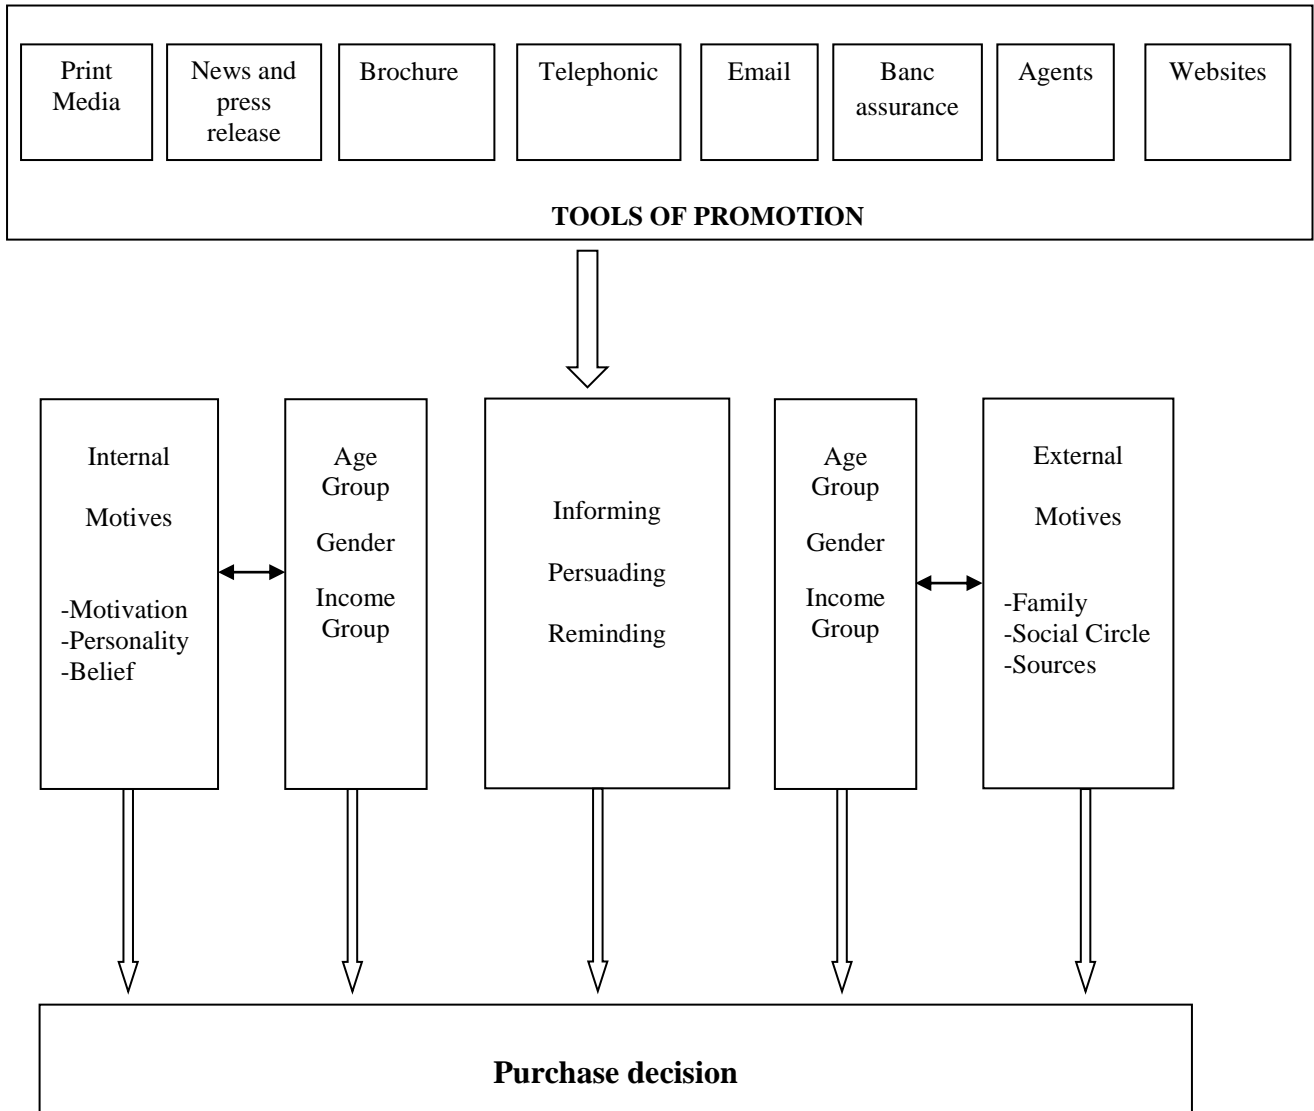 Print
Media
News and
press
release
Brochure
Telephonic
Email
Banc
assurance
Agents
Websites
TOOLS OF PROMOTION
Internal
Motives
-Motivation
-Personality
-Belief
Age
Group
Gender
Income
Group
Informing
Persuading
Reminding
Age
Group
Gender
Income
Group
External
Motives
-Family
-Social Circle
-Sources
Purchase decision